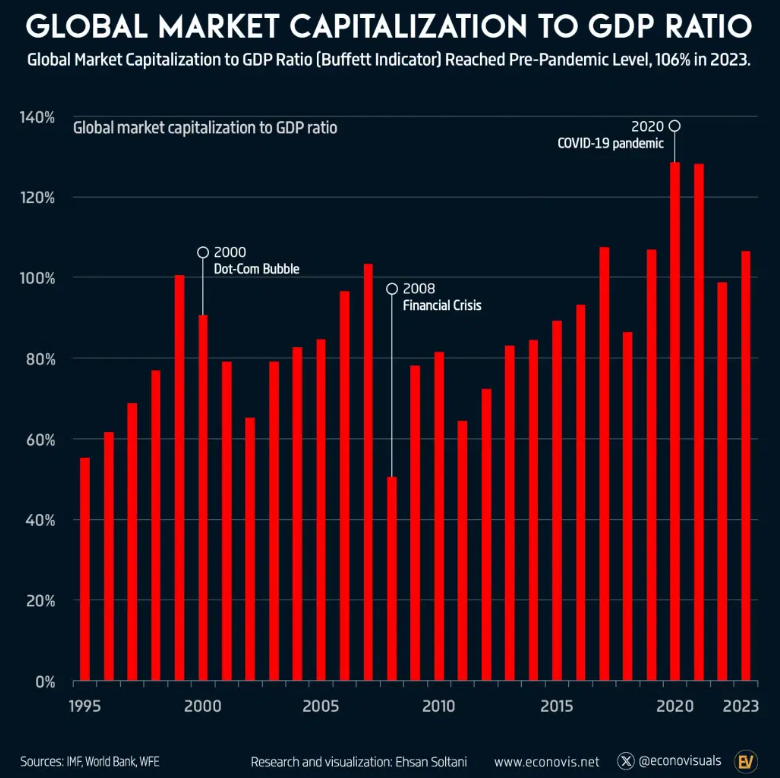 GLOBAL MARKET CAPITALIZATION TO GDP RATIO
Global Market Capitalization to GDP Ratio (Buffett Indicator) Reached Pre-Pandemic Level, 106% in 2023.
140%
Global market capitalization to GDP ratio
2020
COVID-19 pandemic
120%
2000
Dot-Com Bubble
100%
2008
Financial Crisis
80%
60%
40%
20%
0%
1995 2000 2005 2010 2015 2020 2023
Sources: IMF, World Bank, WFE Research and visualization: Ehsan Soltani www.econovis.net X @econovisuals EV